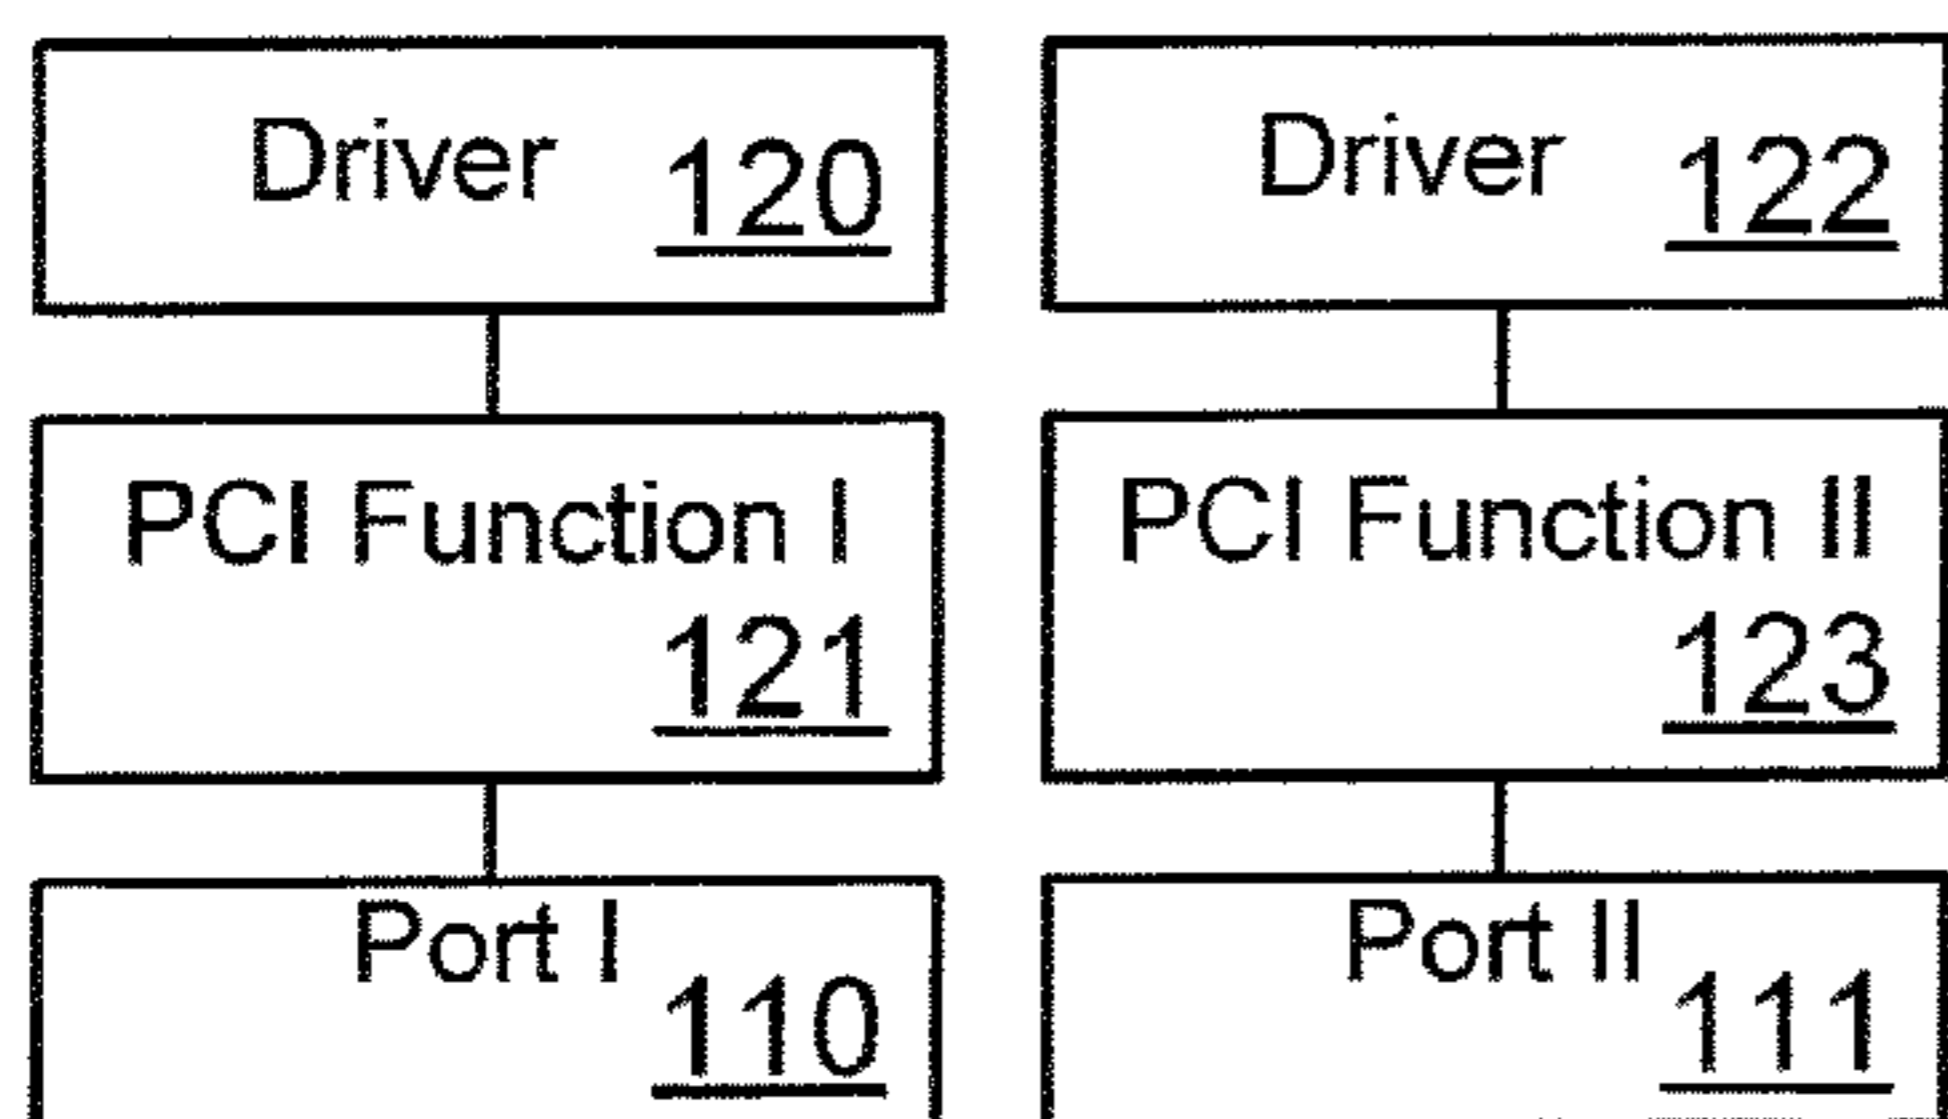 Driver 120
Driver 122
PCI Function I
121
PCI Function II
123
Port I
110
Port II
111